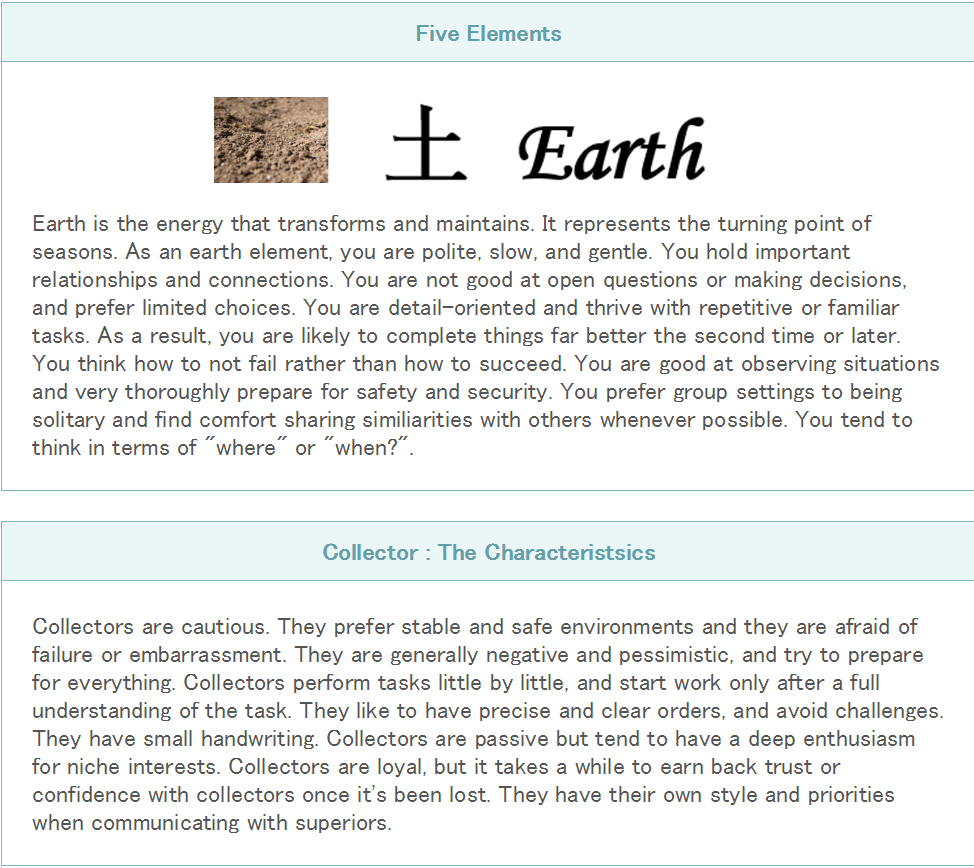 Five Elements
土 Earth
Earth is the energy that transforms and maintains. It represents the turning point of
seasons. As an earth element, you are polite, slow, and gentle. You hold important
relationships and connections. You are not good at open questions or making decisions,
and prefer limited choices. You are detail-oriented and thrive with repetitive or familiar
tasks. As a result, you are likely to complete things far better the second time or later.
You think how to not fail rather than how to succeed. You are good at observing situations
and very thoroughly prepare for safety and security. You prefer group settings to being
solitary and find comfort sharing similiarities with others whenever possible. You tend to
think in terms of "where" or "when?".
Collector : The Characteristsics
Collectors are cautious. They prefer stable and safe environments and they are afraid of
failure or embarrassment. They are generally negative and pessimistic, and try to prepare
for everything. Collectors perform tasks little by little, and start work only after a full
understanding of the task. They like to have precise and clear orders, and avoid challenges.
They have small handwriting. Collectors are passive but tend to have a deep enthusiasm
for niche interests. Collectors are loyal, but it takes a while to earn back trust or
confidence with collectors once it's been lost. They have their own style and priorities
when communicating with superiors.